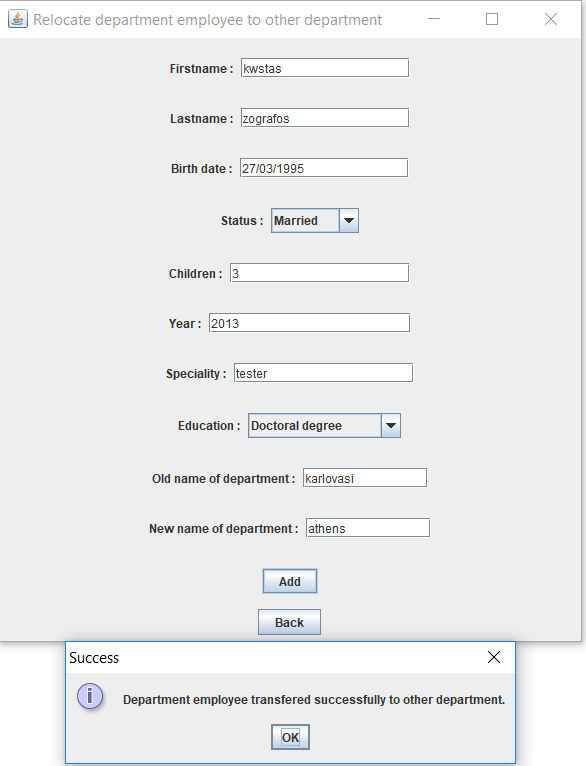 Relocate department employee to other department
Firstname : kwstas
Lastname : zografos
Birth date : 27/03/1995
Status : Married
Children : 3
Year : 2013
Speciality : tester
Education : Doctoral degree
Old name of department : karlovasi
New name of department : athens
Add
Back
Success
Department employee transfered successfully to other department.
OK